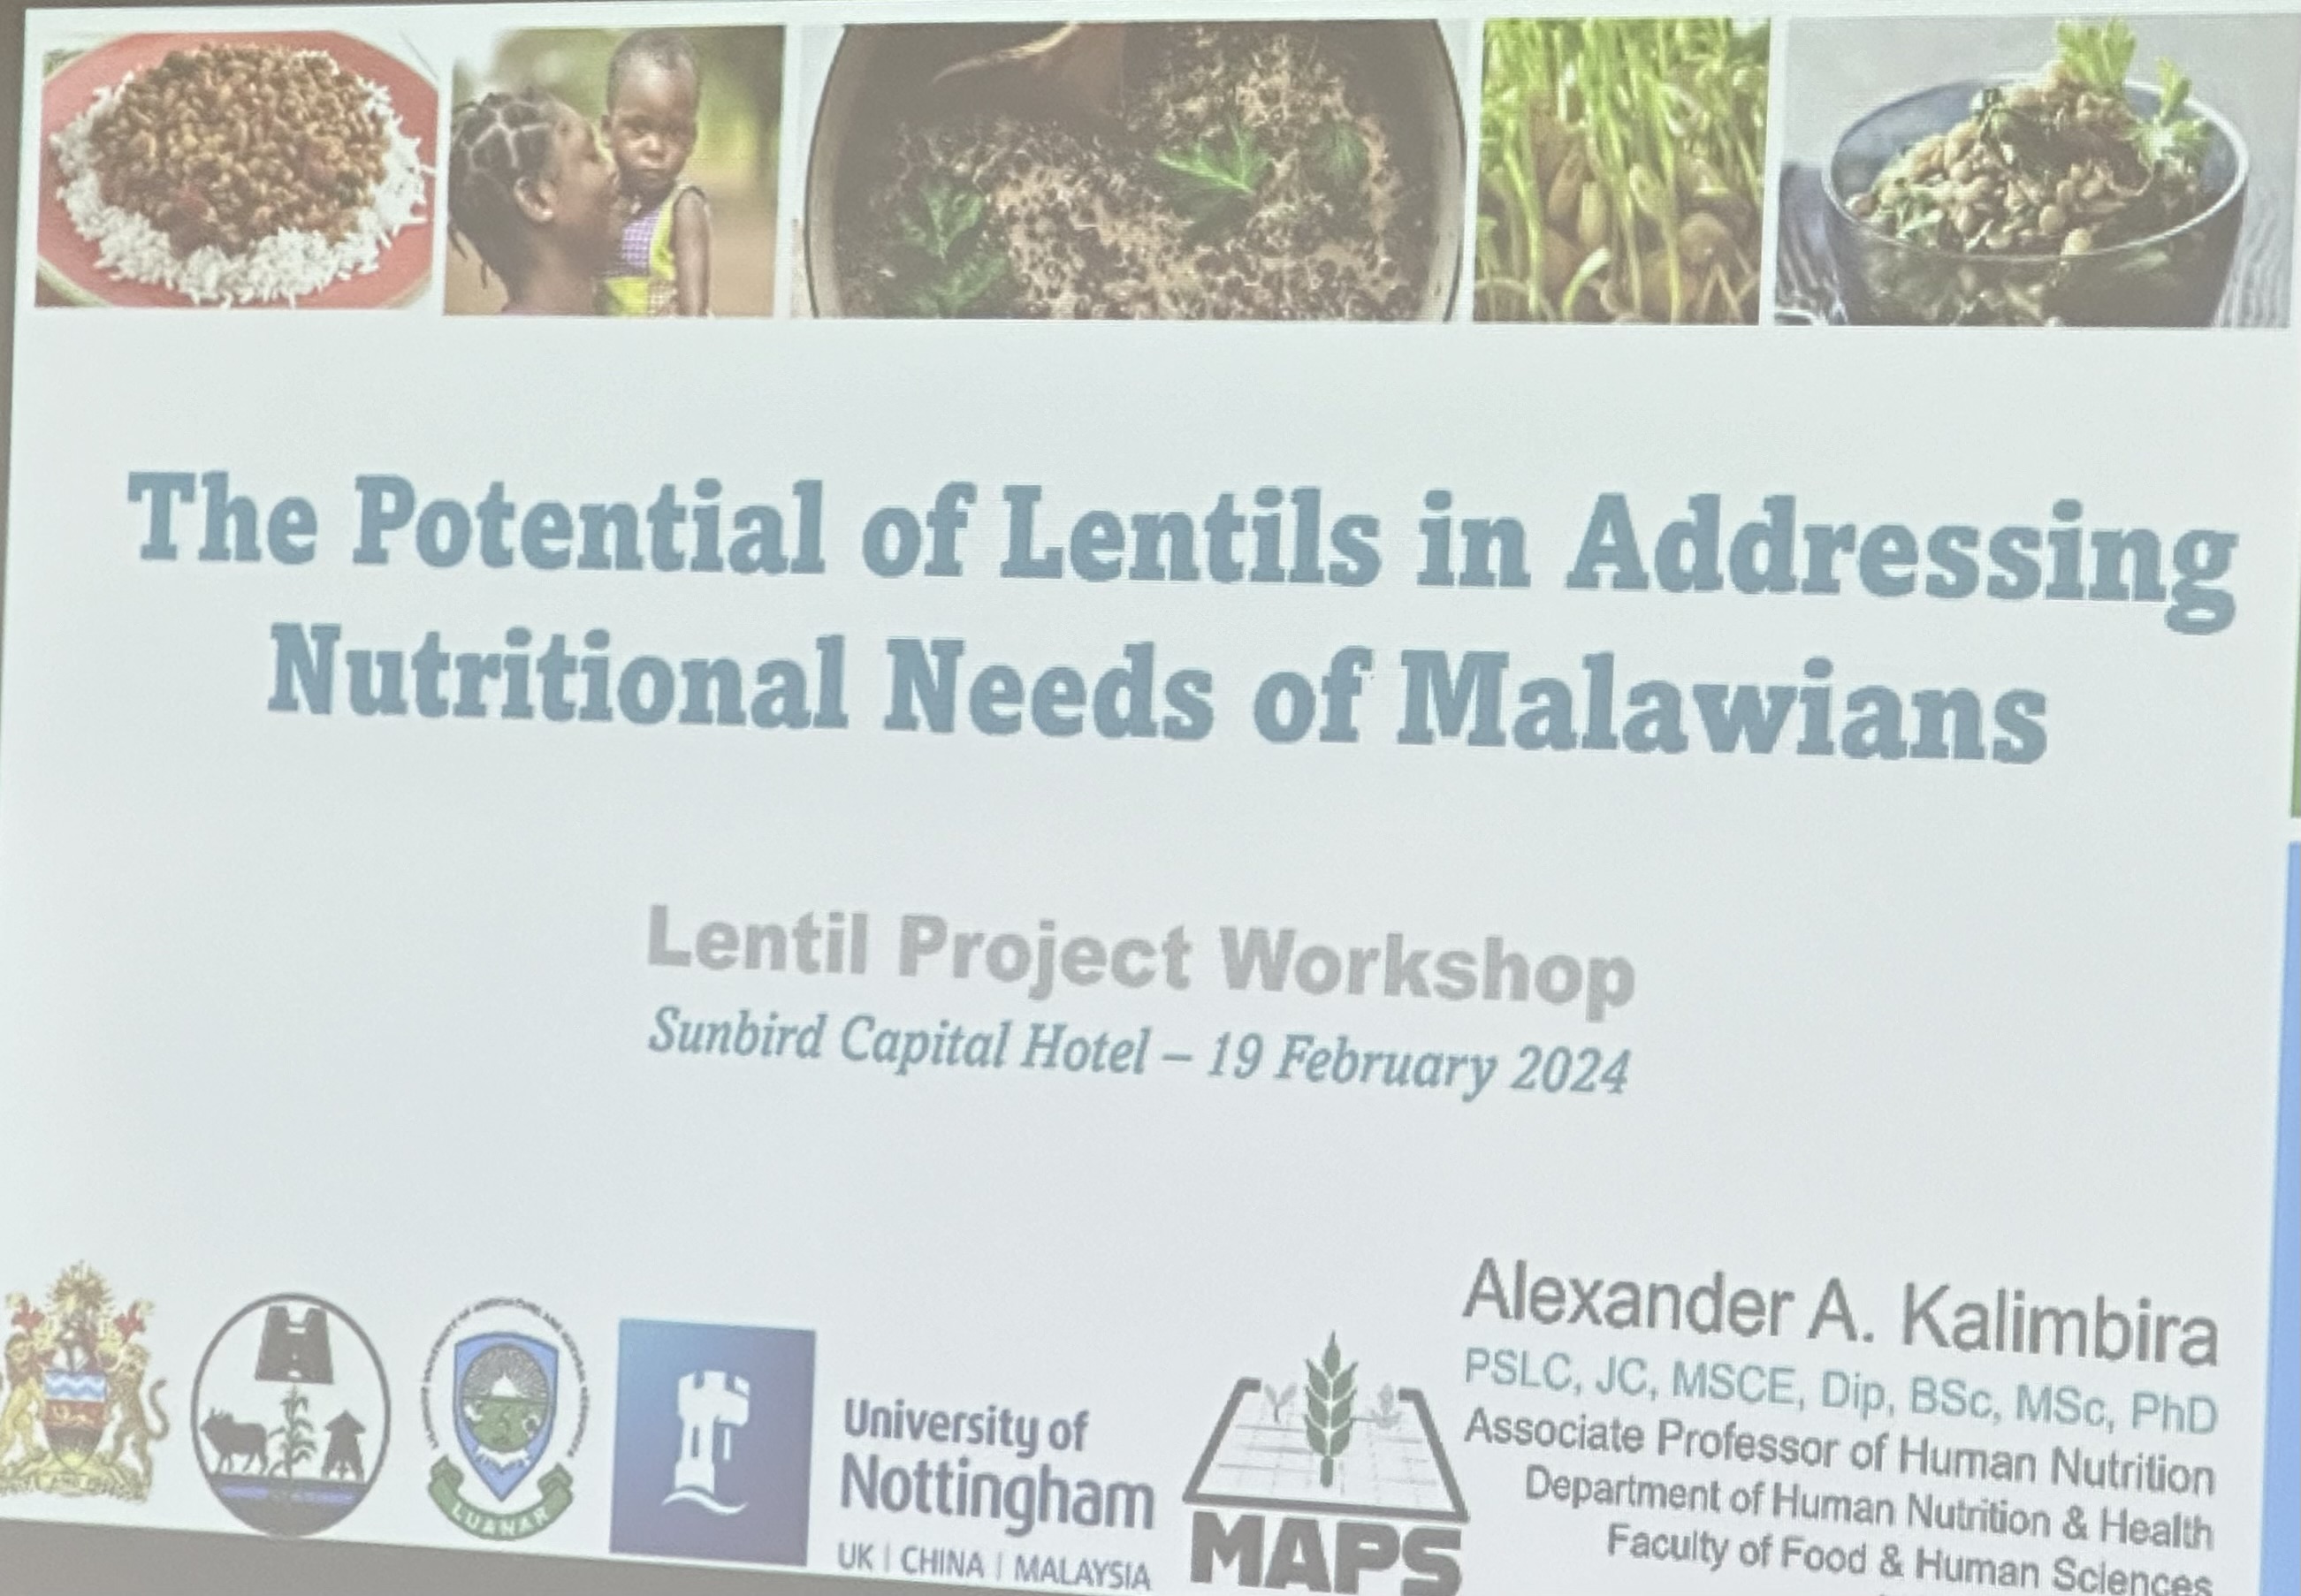 The Potential of Lentils in Addressing
Nutritional Needs of Malawians
Lentil Project Workshop
Sunbird Capital Hotel – 19 February 2024
LUANAR
University of
Nottingham
UK | CHINA | MALAYSIA
MAPS
Alexander A. Kalimbira
PSLC, JC, MSCE, Dip, BSc, MSc, PhD
Associate Professor of Human Nutrition
Department of Human Nutrition & Health
Faculty of Food & Human Sciences